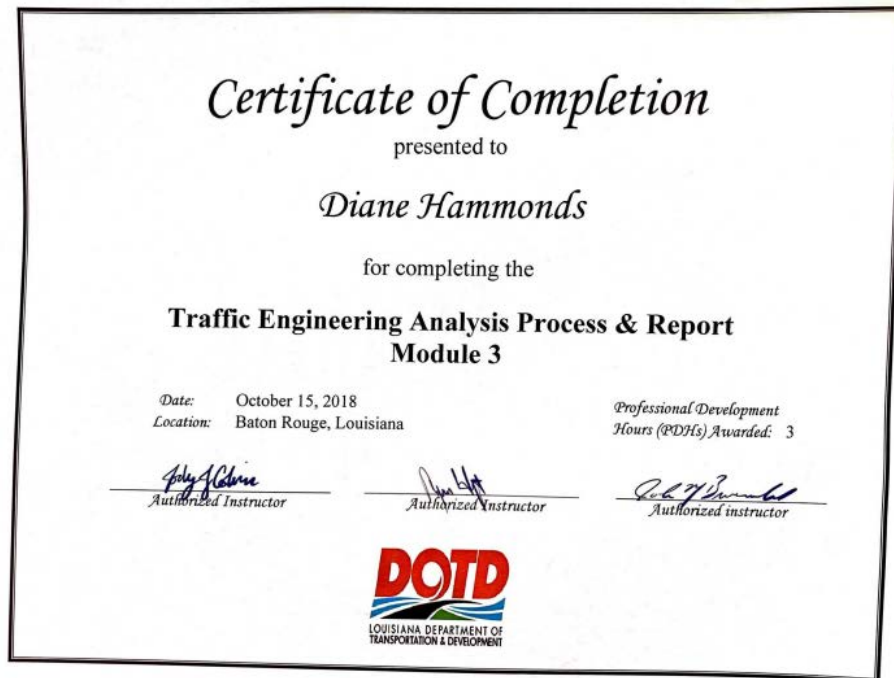 Certificate of Completion
presented to
Diane Hammonds
for completing the
Traffic Engineering Analysis Process & Report
Module 3
Date: October 15, 2018
Location: Baton Rouge, Louisiana
Professional Development
Hours (PDHs) Awarded: 3
Authorized Instructor
Authorized Instructor
Authorized instructor
DOTD
LOUISIANA DEPARTMENT OF
TRANSPORTATION & DEVELOPMENT